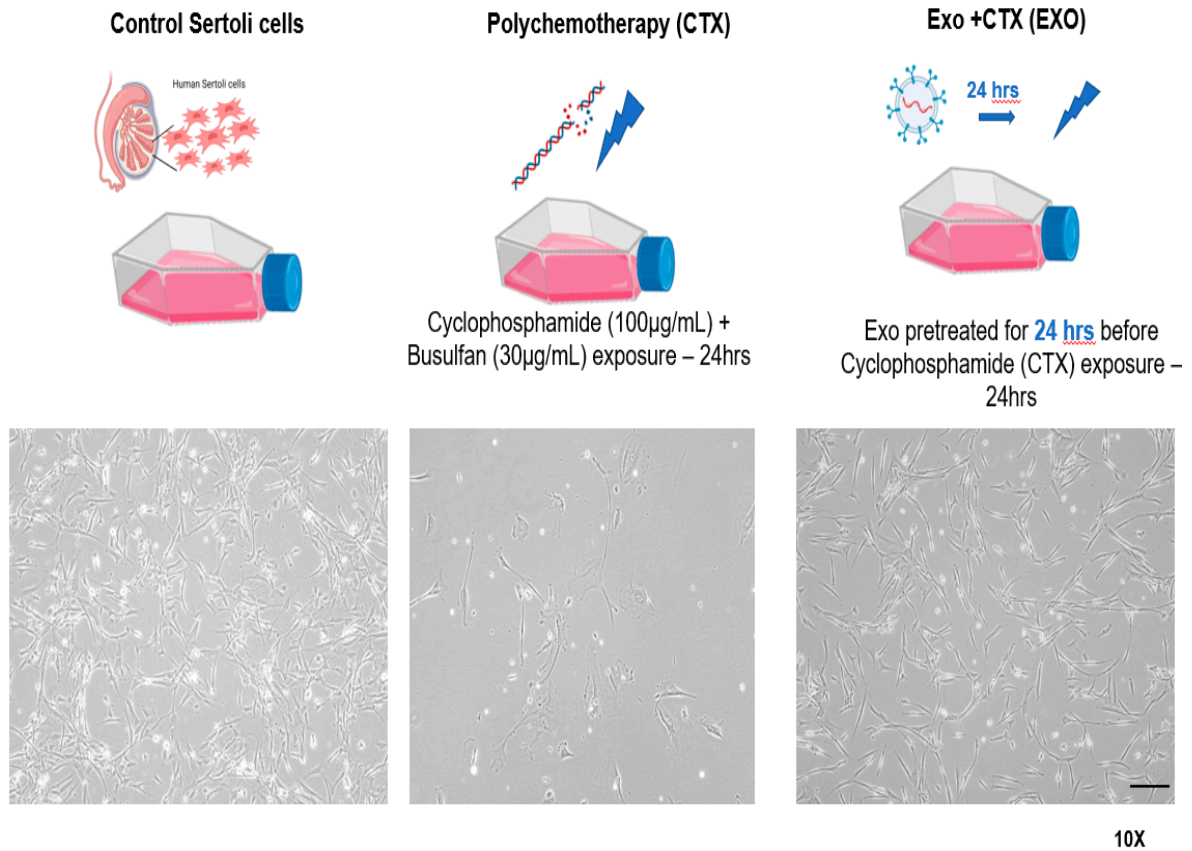 Control Sertoli cells
Human Sertoli cells
Polychemotherapy (CTX)
Cyclophosphamide (100µg/mL) +
Busulfan (30µg/mL) exposure – 24hrs
Exo +CTX (EXO)
24 hrs
Exo pretreated for 24 hrs before
Cyclophosphamide (CTX) exposure –
24hrs
10X